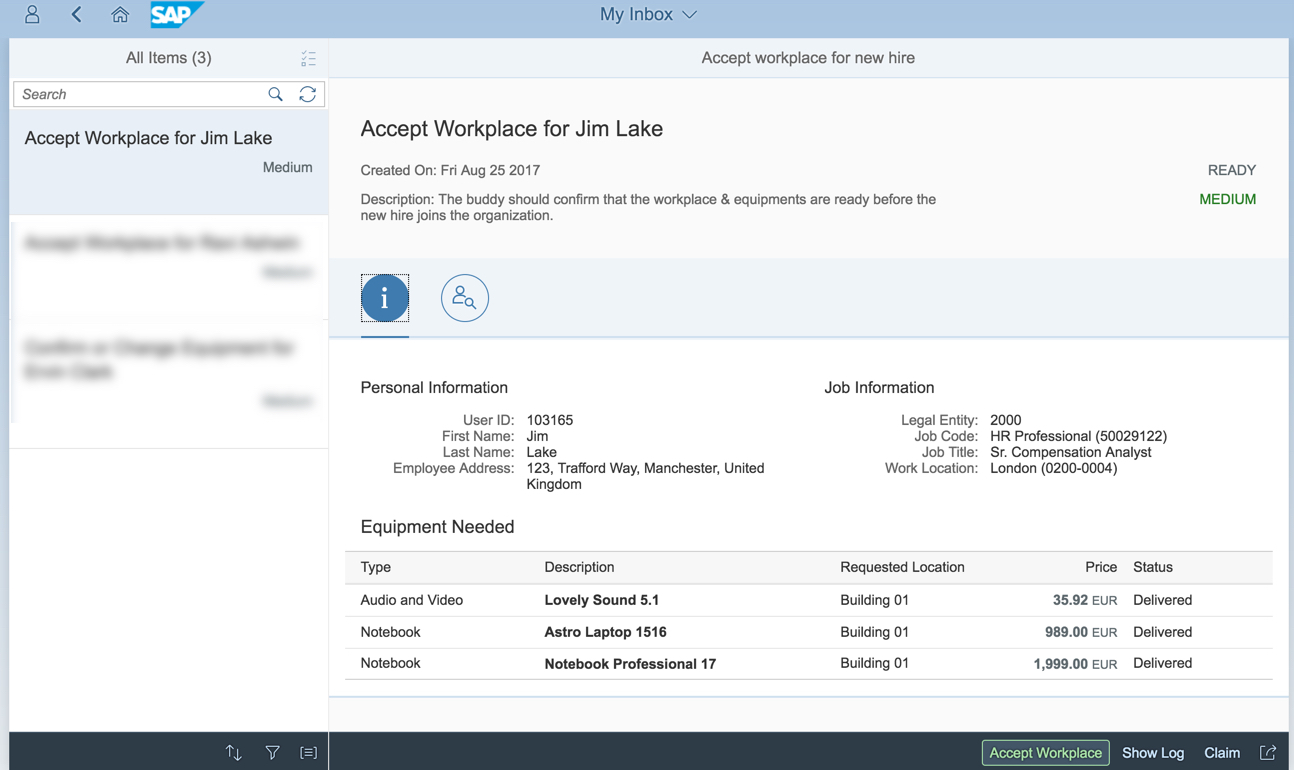 SAP
My Inbox
All Items (3)
Search
Accept Workplace for Jim Lake
Medium
Accept workplace for new hire
Accept Workplace for Jim Lake
Created On: Fri Aug 25 2017
READY
Description: The buddy should confirm that the workplace & equipments are ready before the
new hire joins the organization.
MEDIUM
Personal Information
User ID: 103165
First Name: Jim
Last Name: Lake
Employee Address: 123, Trafford Way, Manchester, United
Kingdom
Job Information
Legal Entity: 2000
Job Code: HR Professional (50029122)
Job Title: Sr. Compensation Analyst
Work Location: London (0200-0004)
Equipment Needed
Type Description Requested Location Price Status
Audio and Video Lovely Sound 5.1 Building 01 35.92 EUR Delivered
Notebook Astro Laptop 1516 Building 01 989.00 EUR Delivered
Notebook Notebook Professional 17 Building 01 1,999.00 EUR Delivered
Accept Workplace Show Log Claim